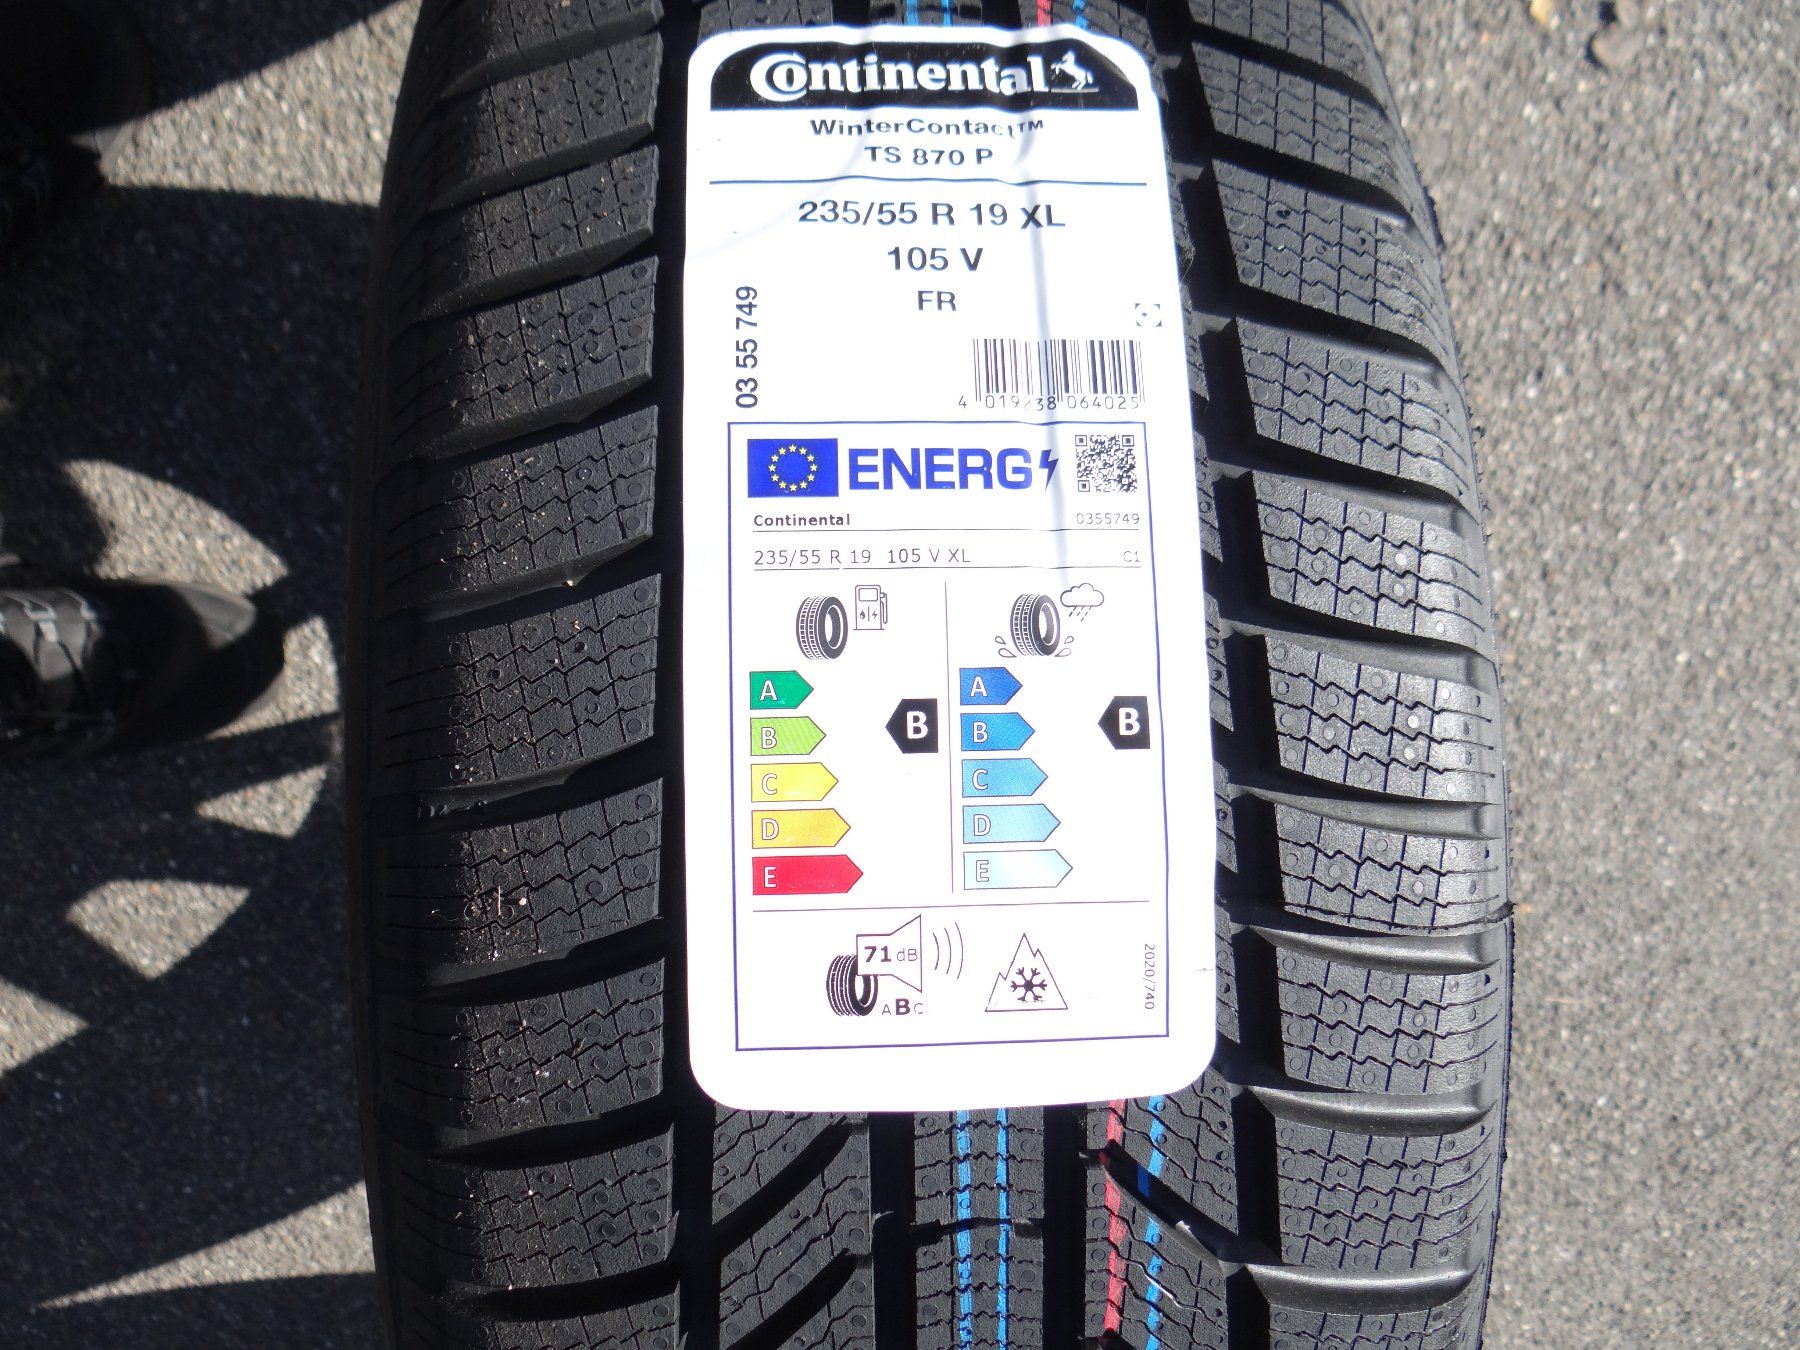 Continental
WinterContact™
TS 870 P
235/55 R 19 XL
105 V
FR
03 55 749
4 019238 064025
ENERG
Continental 0355749
235/55 R 19 105 V XL C1
A
B
C
D
E
B
A
B
C
D
E
B
71 dB
ABC
2020/740